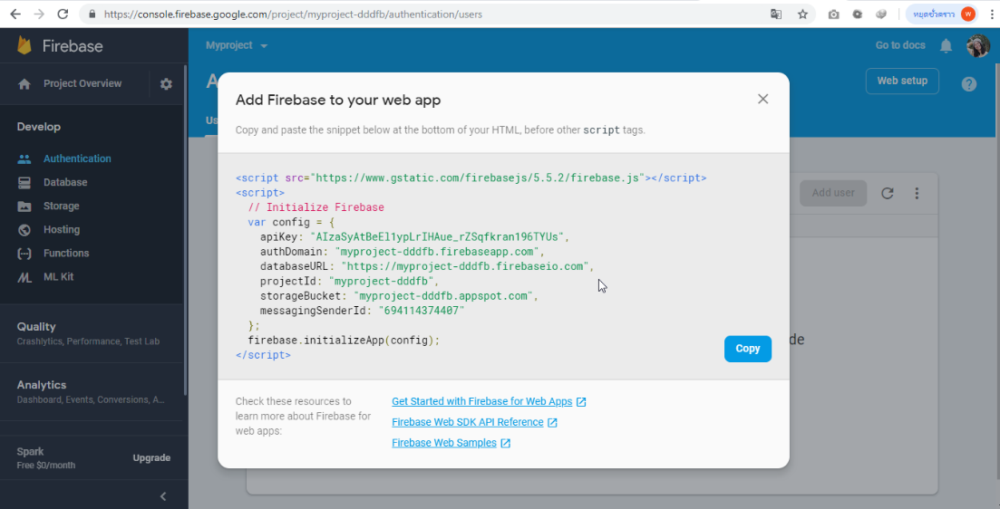 https://console.firebase.google.com/project/myproject-dddfb/authentication/users
หยุดชั่วคราว
W
Firebase
Myproject
Go to docs
Project Overview
Web setup
Develop
Authentication
Database
Storage
Hosting
Functions
ML Kit
Quality
Crashlytics, Performance, Test Lab
Analytics
Dashboard, Events, Conversions, A...
Spark
Free $0/month
Upgrade
A
Us
Add user
de
Add Firebase to your web app
Copy and paste the snippet below at the bottom of your HTML, before other script tags.
<script src="https://www.gstatic.com/firebasejs/5.5.2/firebase.js"></script>
<script>
// Initialize Firebase
var config = {
apiKey: "AIzaSyAtBeEl1ypLrIHAue_rZSqfkran196TYUs",
authDomain: "myproject-dddfb.firebaseapp.com",
databaseURL: "https://myproject-dddfb.firebaseio.com",
projectId: "myproject-dddfb",
storageBucket: "myproject-dddfb.appspot.com",
messagingSenderId: "694114374407"
};
firebase.initializeApp(config);
</script>
Copy
Check these resources to
learn more about Firebase for
web apps:
Get Started with Firebase for Web Apps
Firebase Web SDK API Reference
Firebase Web Samples